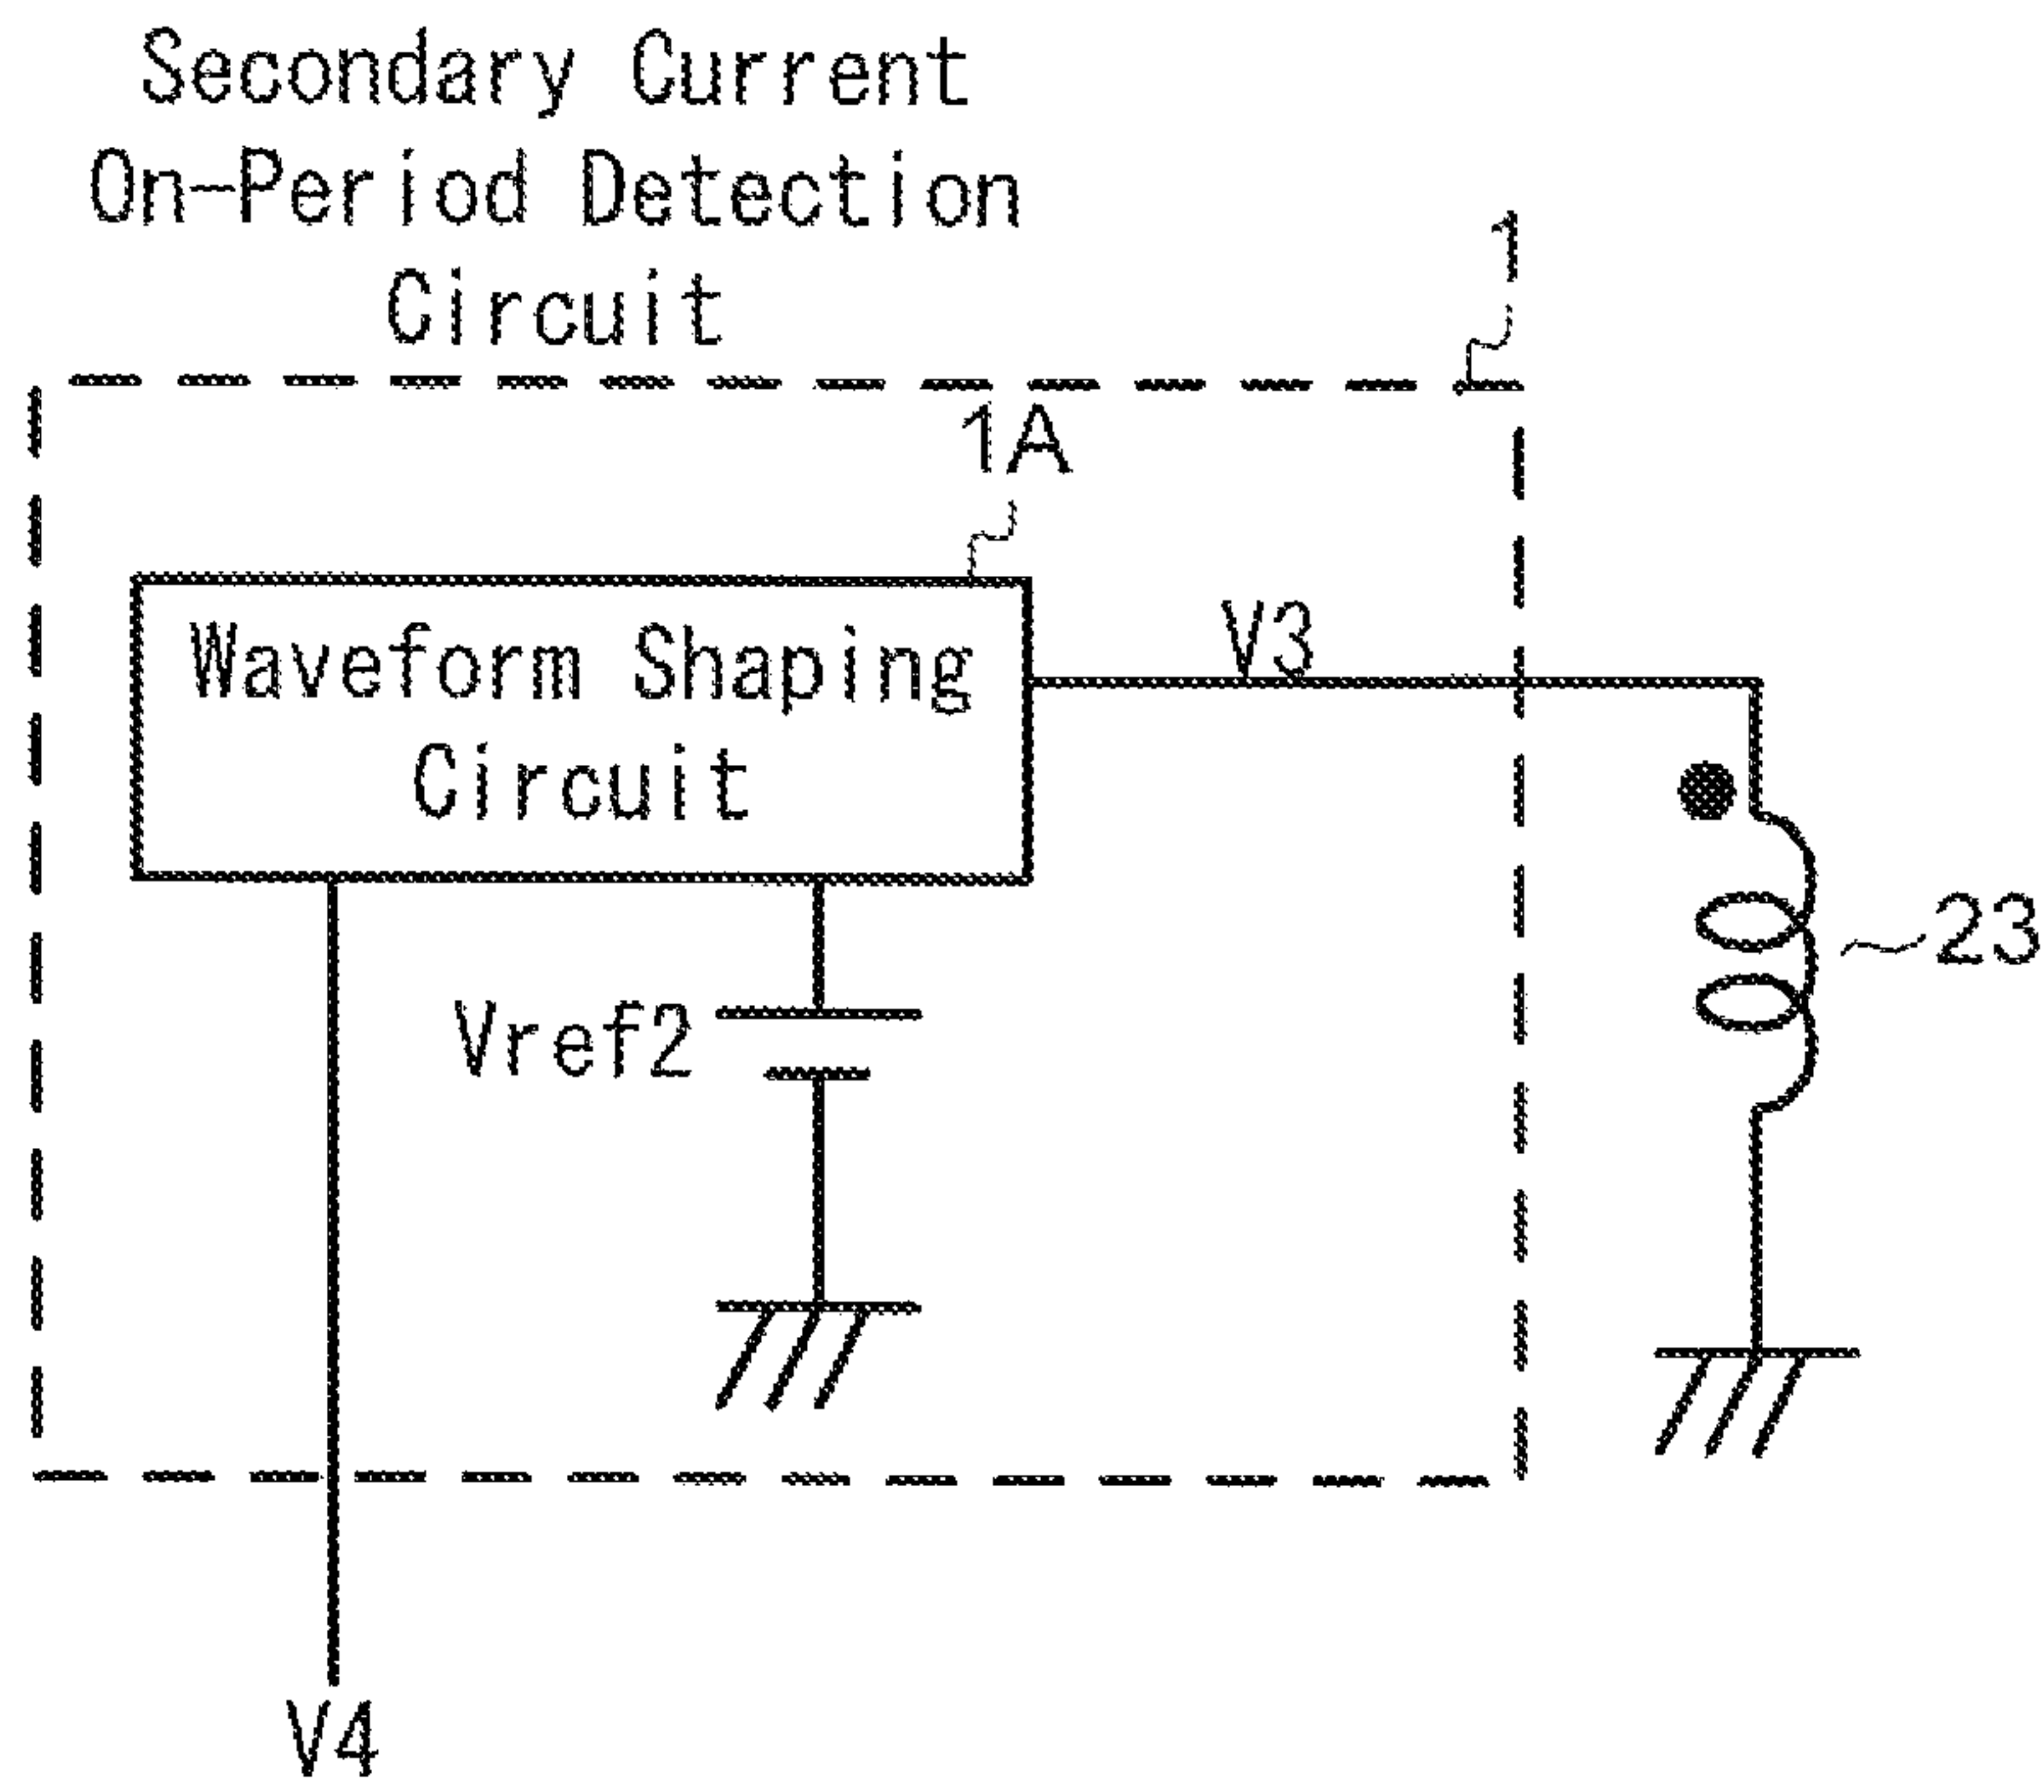 Secondary Current
On-Period Detection
Circuit
1
1A
Waveform Shaping
Circuit
V3
23
Vref2
V4